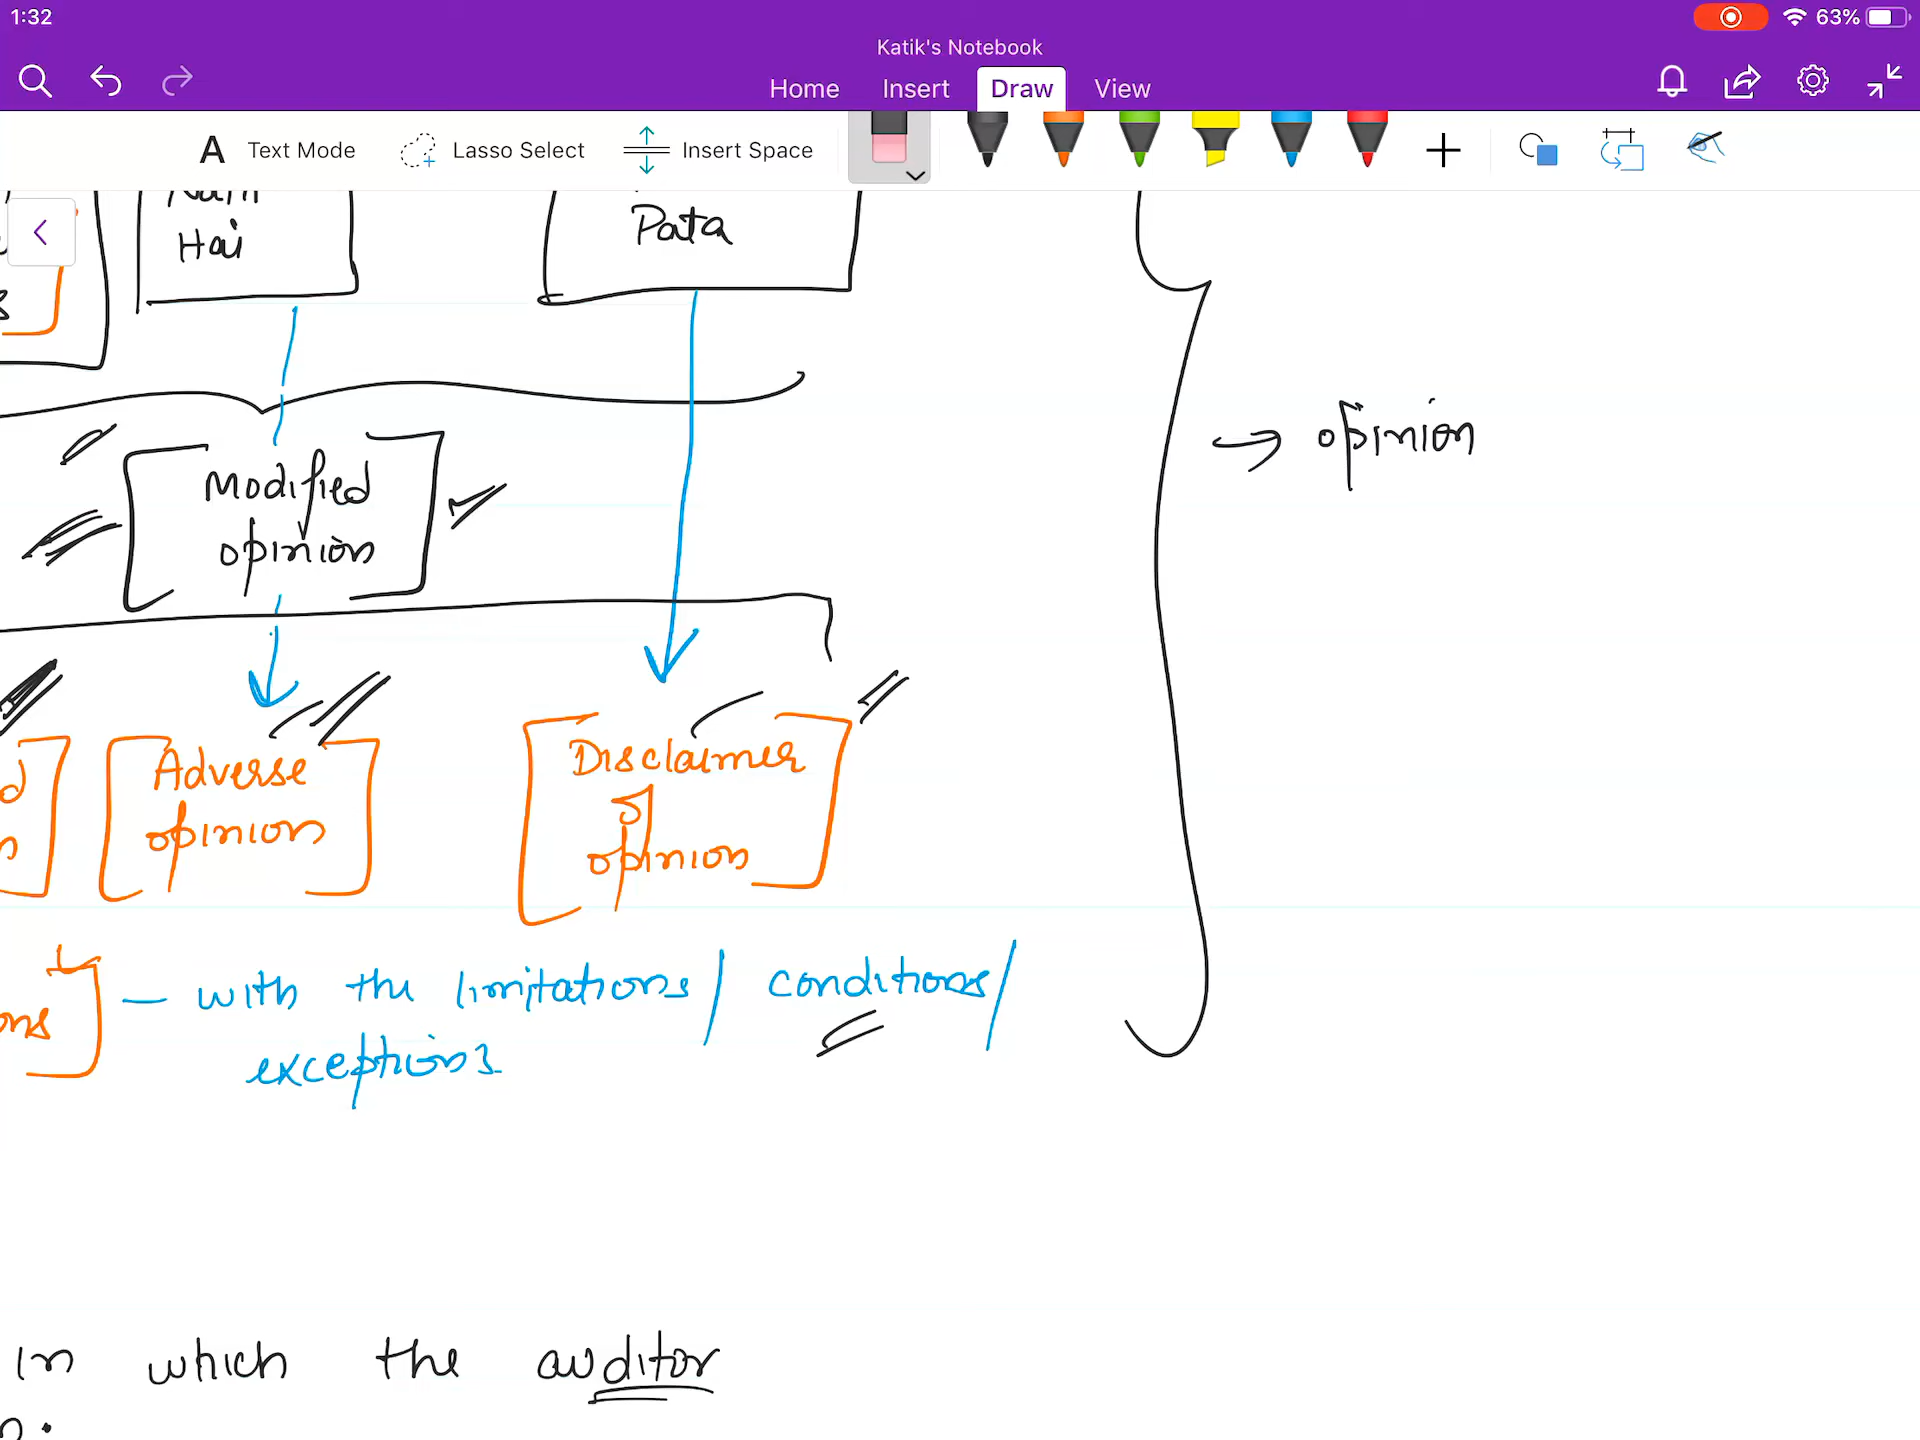 1:32
63%
Katik's Notebook
Home Insert Draw View
A Text Mode Lasso Select Insert Space
Hai
Pata
→ opinion
Modified
opinion
Adverse
opinion
Disclaimer
of
opinion
– with the limitations / conditions /
exceptions
in which the auditor